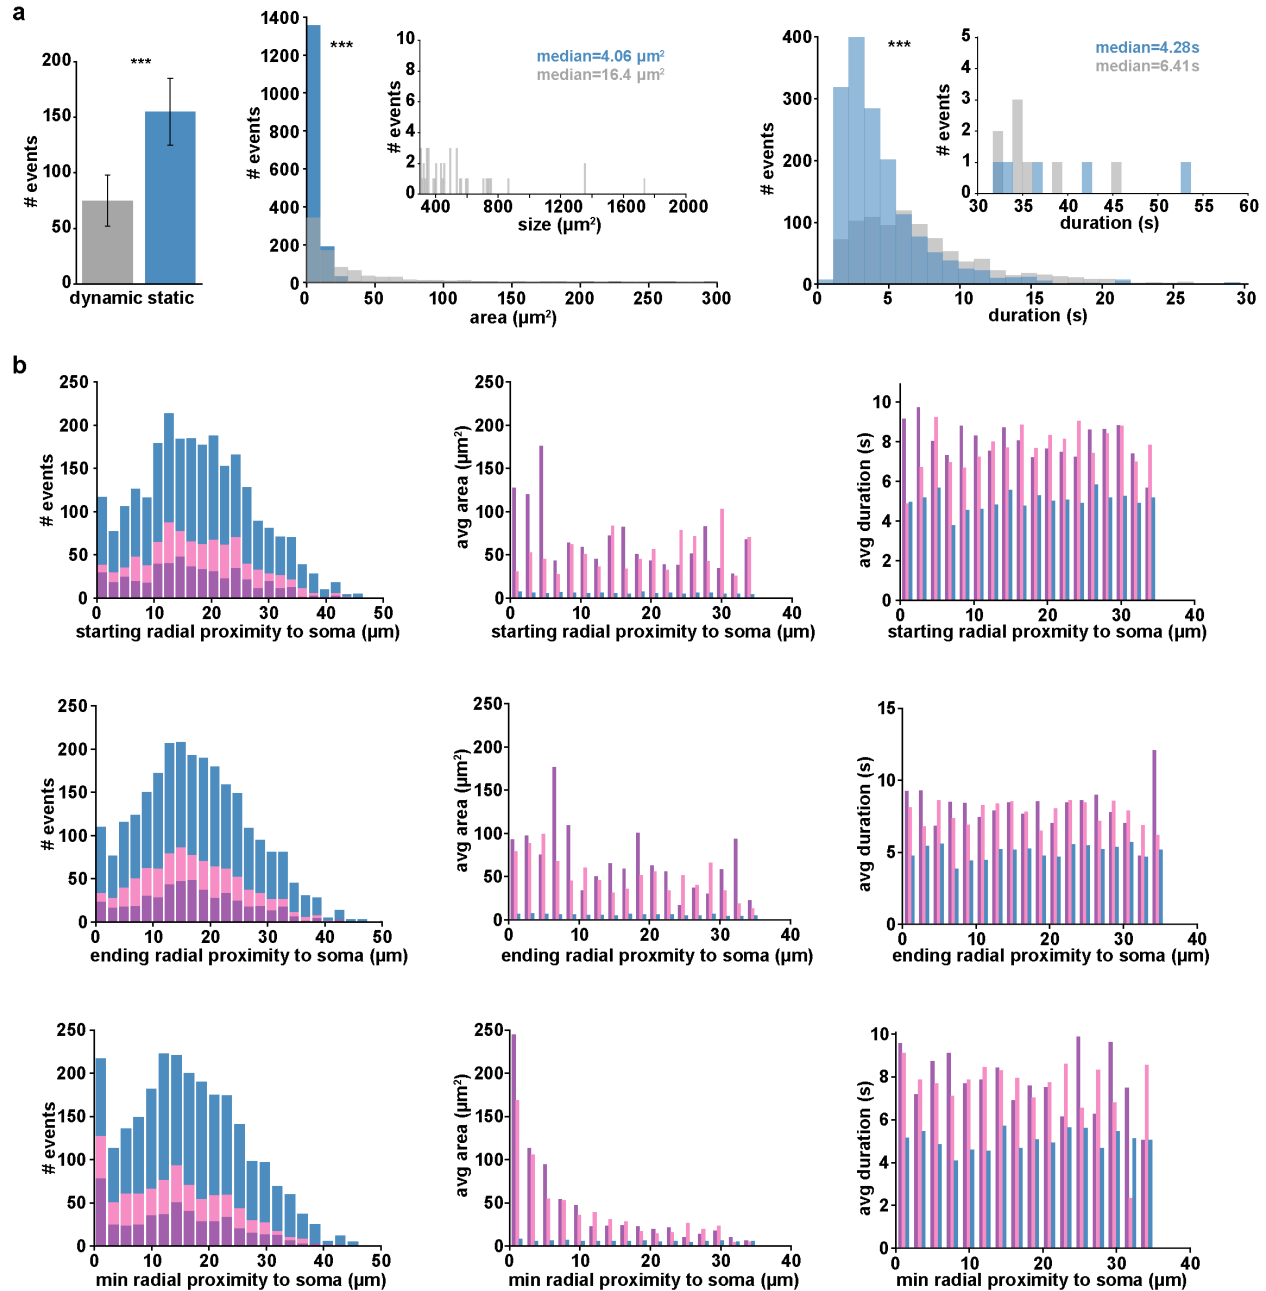 a
200
150
100
50
0
# events
***
dynamic static
1400
1200
1000
800
600
400
200
0
# events
***
0 50 100 150 200 250 300
area (µm²)
10
8
6
4
2
0
# events
median=4.06 µm²
median=16.4 µm²
400 800 1200 1600 2000
size (µm²)
400
300
200
100
0
# events
***
0 5 10 15 20 25 30
duration (s)
5
4
3
2
1
0
# events
median=4.28s
median=6.41s
30 35 40 45 50 55 60
duration (s)
b
250
200
150
100
50
0
# events
0 10 20 30 40 50
starting radial proximity to soma (µm)
250
200
150
100
50
0
avg area (µm²)
0 10 20 30 40
starting radial proximity to soma (µm)
10
8
6
4
2
0
avg duration (s)
0 10 20 30 40
starting radial proxmity to soma (µm)
250
200
150
100
50
0
# events
0 10 20 30 40 50
ending radial proximity to soma (µm)
250
200
150
100
50
0
avg area (µm²)
0 10 20 30 40
ending radial proximity to soma (µm)
15
10
5
0
avg duration (s)
0 10 20 30 40
ending radial proxmity to soma (µm)
250
200
150
100
50
0
# events
0 10 20 30 40 50
min radial proximity to soma (µm)
250
200
150
100
50
0
avg area (µm²)
0 10 20 30 40
min radial proximity to soma (µm)
10
8
6
4
2
0
avg duration (s)
0 10 20 30 40
min radial proximity to soma (µm)